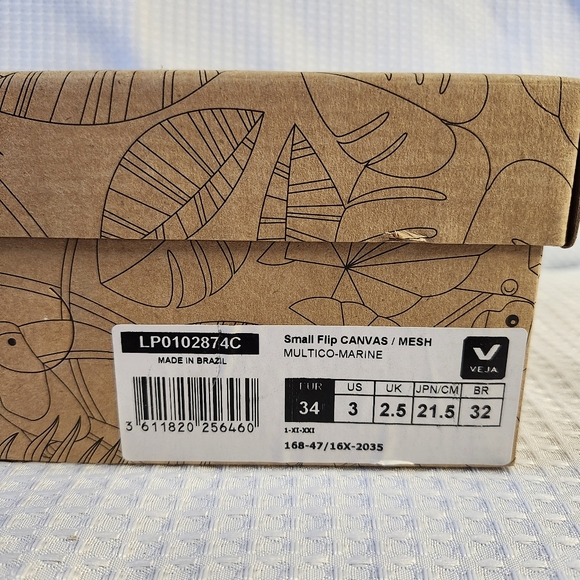 LP0102874C
MADE IN BRAZIL
3 611820 256460
Small Flip CANVAS / MESH
MULTICO-MARINE
VEJA
EUR US UK JPN/CM BR
34 3 2.5 21.5 32
1-XI-XXI
168-47/16X-2035